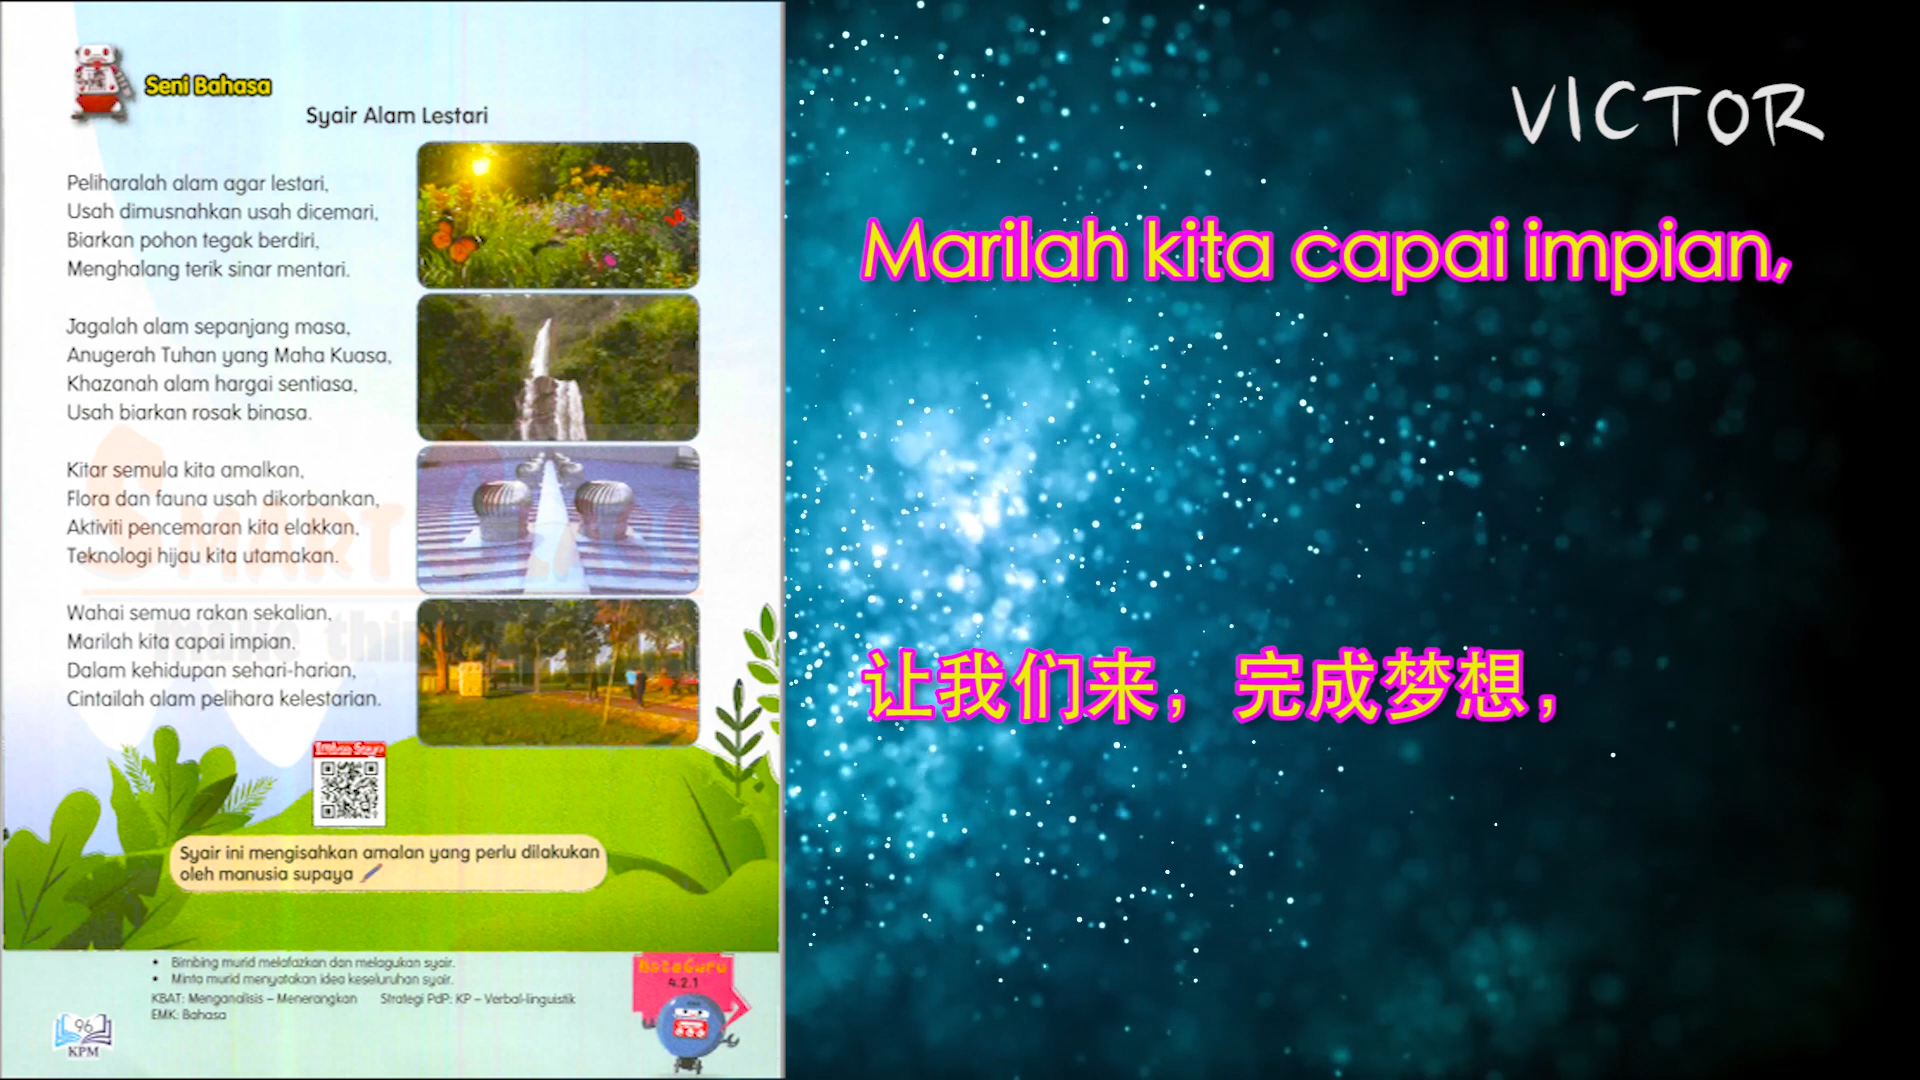 Seni Bahasa
Syair Alam Lestari
Peliharalah alam agar lestari,
Usah dimusnahkan usah dicemari,
Biarkan pohon tegak berdiri,
Menghalang terik sinar mentari.
Jagalah alam sepanjang masa,
Anugerah Tuhan yang Maha Kuasa,
Khazanah alam hargai sentiasa,
Usah biarkan rosak binasa.
Kitar semula kita amalkan,
Flora dan fauna usah dikorbankan,
Aktiviti pencemaran kita elakkan,
Teknologi hijau kita utamakan.
Wahai semua rakan sekalian,
Marilah kita capai impian,
Dalam kehidupan sehari-harian,
Cintailah alam pelihara kelestarian.
Imbas Saya
Syair ini mengisahkan amalan yang perlu dilakukan
oleh manusia supaya
• Bimbing murid melafazkan dan melagukan syair.
• Minta murid menyatakan idea keseluruhan syair.
KBAT: Menganalisis – Menerangkan Strategi PdP: KP – Verbal-linguistik
EMK: Bahasa
Nota Guru
4.2.1
96
KPM
VICTOR
Marilah kita capai impian,
让我们来，完成梦想，